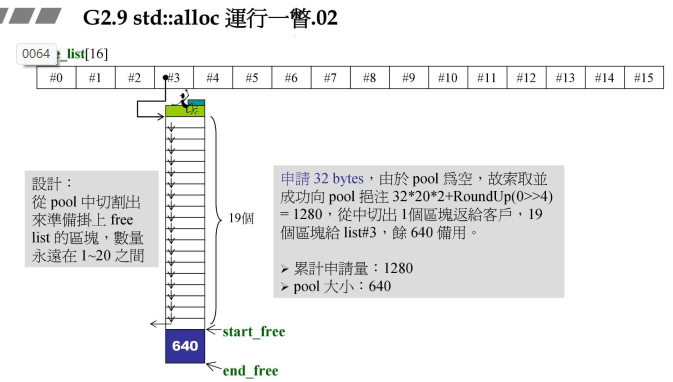 G2.9 std::alloc 運行一瞥.02
0064
e_list[16]
#0 #1 #2 #3 #4 #5 #6 #7 #8 #9 #10 #11 #12 #13 #14 #15
設計：
從 pool 中切割出
來準備掛上 free
list 的區塊，數量
永遠在 1~20 之間
19個
申請 32 bytes，由於 pool 爲空，故索取並
成功向 pool 挹注 32*20*2+RoundUp(0>>4)
= 1280，從中切出 1個區塊返給客戶，19
個區塊給 list#3，餘 640 備用。
➢ 累計申請量：1280
➢ pool 大小：640
start_free
640
end_free